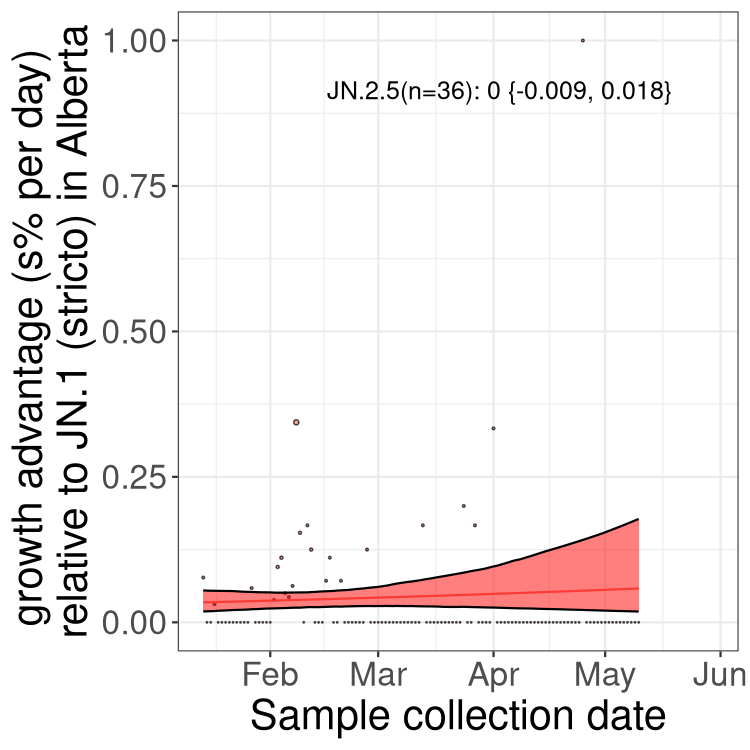 growth advantage (s% per day)
relative to JN.1 (stricto) in Alberta
1.00
0.75
0.50
0.25
0.00
JN.2.5(n=36): 0 {-0.009, 0.018}
Feb Mar Apr May Jun
Sample collection date